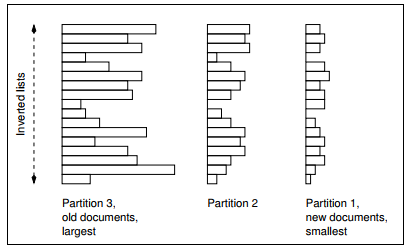 Inverted lists
Partition 3,
old documents,
largest
Partition 2
Partition 1,
new documents,
smallest